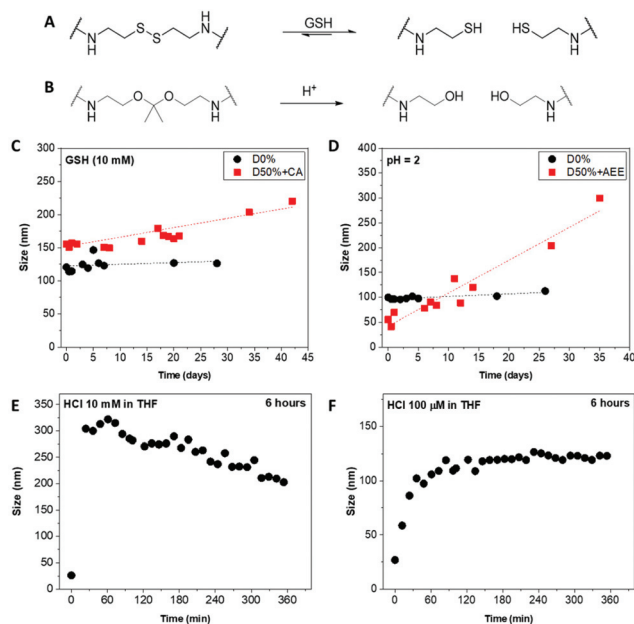 A
N
H
S
S
H
N
GSH
N
H
SH
HS
H
N
B
N
H
O
O
H
N
H⁺
N
H
OH
HO
H
N
C
GSH (10 mM)
D0%
D50%+CA
Size (nm)
300
250
200
150
100
50
0
0 5 10 15 20 25 30 35 40 45
Time (days)
D
pH = 2
D0%
D50%+AEE
Size (nm)
400
350
300
250
200
150
100
50
0
0 5 10 15 20 25 30 35 40
Time (days)
E
HCl 10 mM in THF
6 hours
Size (nm)
350
300
250
200
150
100
50
0
0 60 120 180 240 300 360
Time (min)
F
HCl 100 µM in THF
6 hours
Size (nm)
150
100
50
0
0 60 120 180 240 300 360
Time (min)